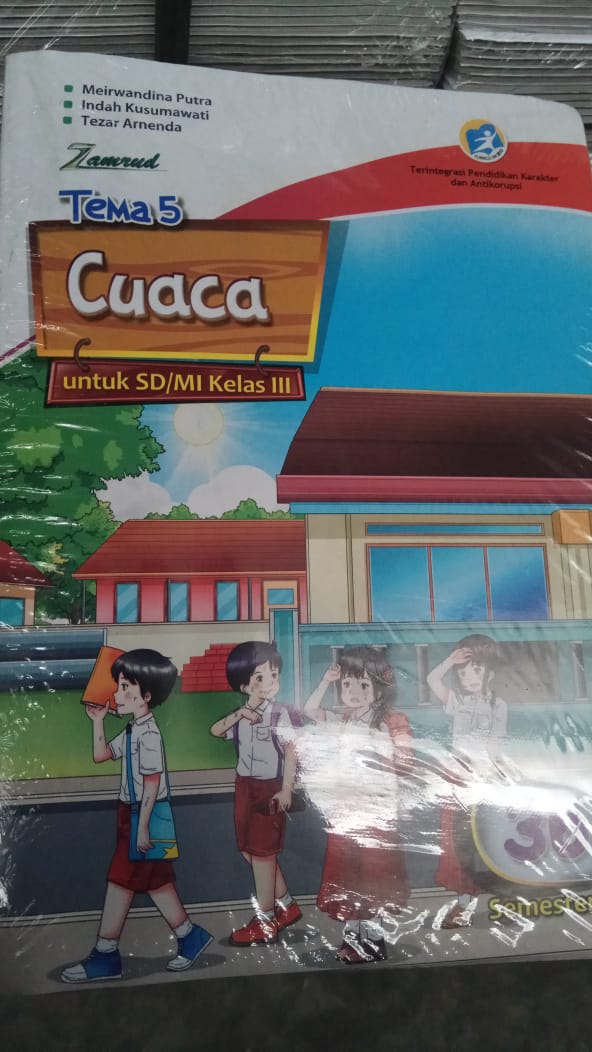 Meirwandina Putra
Indah Kusumawati
Tezar Arnenda
Zamrud
Terintegrasi Pendidikan Karakter
dan Antikorupsi
Tema 5
Cuaca
untuk SD/MI Kelas III
Semester